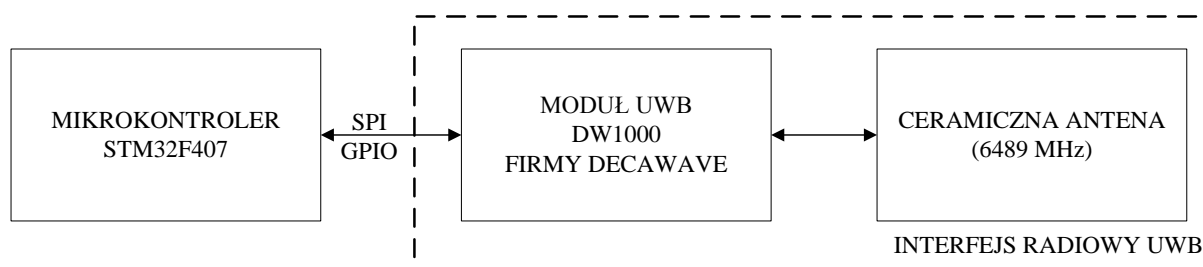 MIKROKONTROLER
STM32F407
SPI
GPIO
MODUŁ UWB
DW1000
FIRMY DECAWAVE
CERAMICZNA ANTENA
(6489 MHz)
INTERFEJS RADIOWY UWB